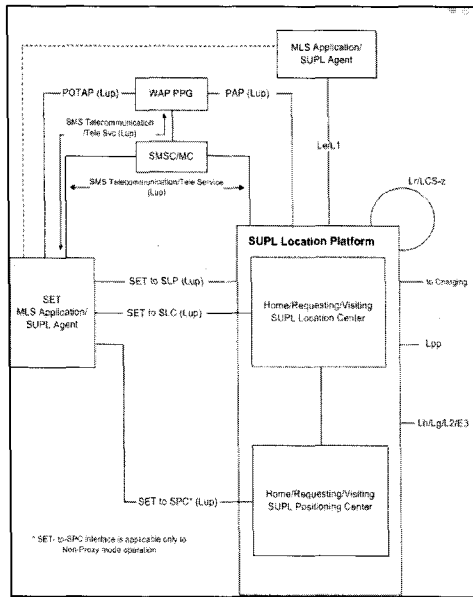 MLS Application/
SUPL Agent
POTAP (Lup)
WAP PPG
PAP (Lup)
SMS Telecommunication
/Tele Svc (Lup)
SMSC/MC
Le/L1
SMS Telecommunication/Tele Service
(Lup)
Lr/LCS-z
SUPL Location Platform
SET
MLS Application/
SUPL Agent
SET to SLP (Lup)
SET to SLC (Lup)
Home/Requesting/Visiting
SUPL Location Center
to Charging
Lpp
Lh/Lg/L2/E3
SET to SPC* (Lup)
Home/Requesting/Visiting
SUPL Positioning Center
* SET- to-SPC interface is applicable only to
Non-Proxy mode operation